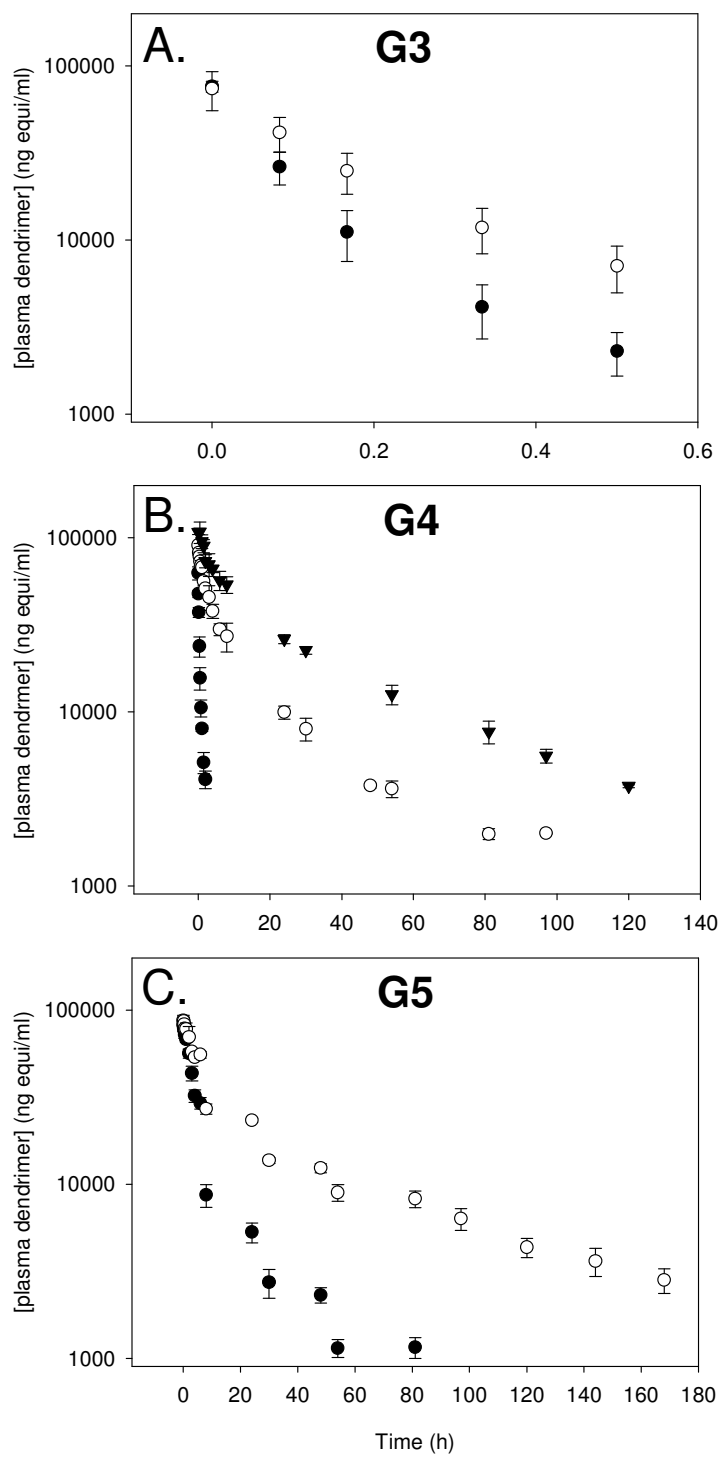 A.
G3
[plasma dendrimer] (ng equi/ml)
100000
10000
1000
0.0 0.2 0.4 0.6
B.
G4
[plasma dendrmer] (ng equi/ml)
100000
10000
1000
0 20 40 60 80 100 120 140
C.
G5
[plasma dendrimer] (ng equi/ml)
100000
10000
1000
0 20 40 60 80 100 120 140 160 180
Time (h)